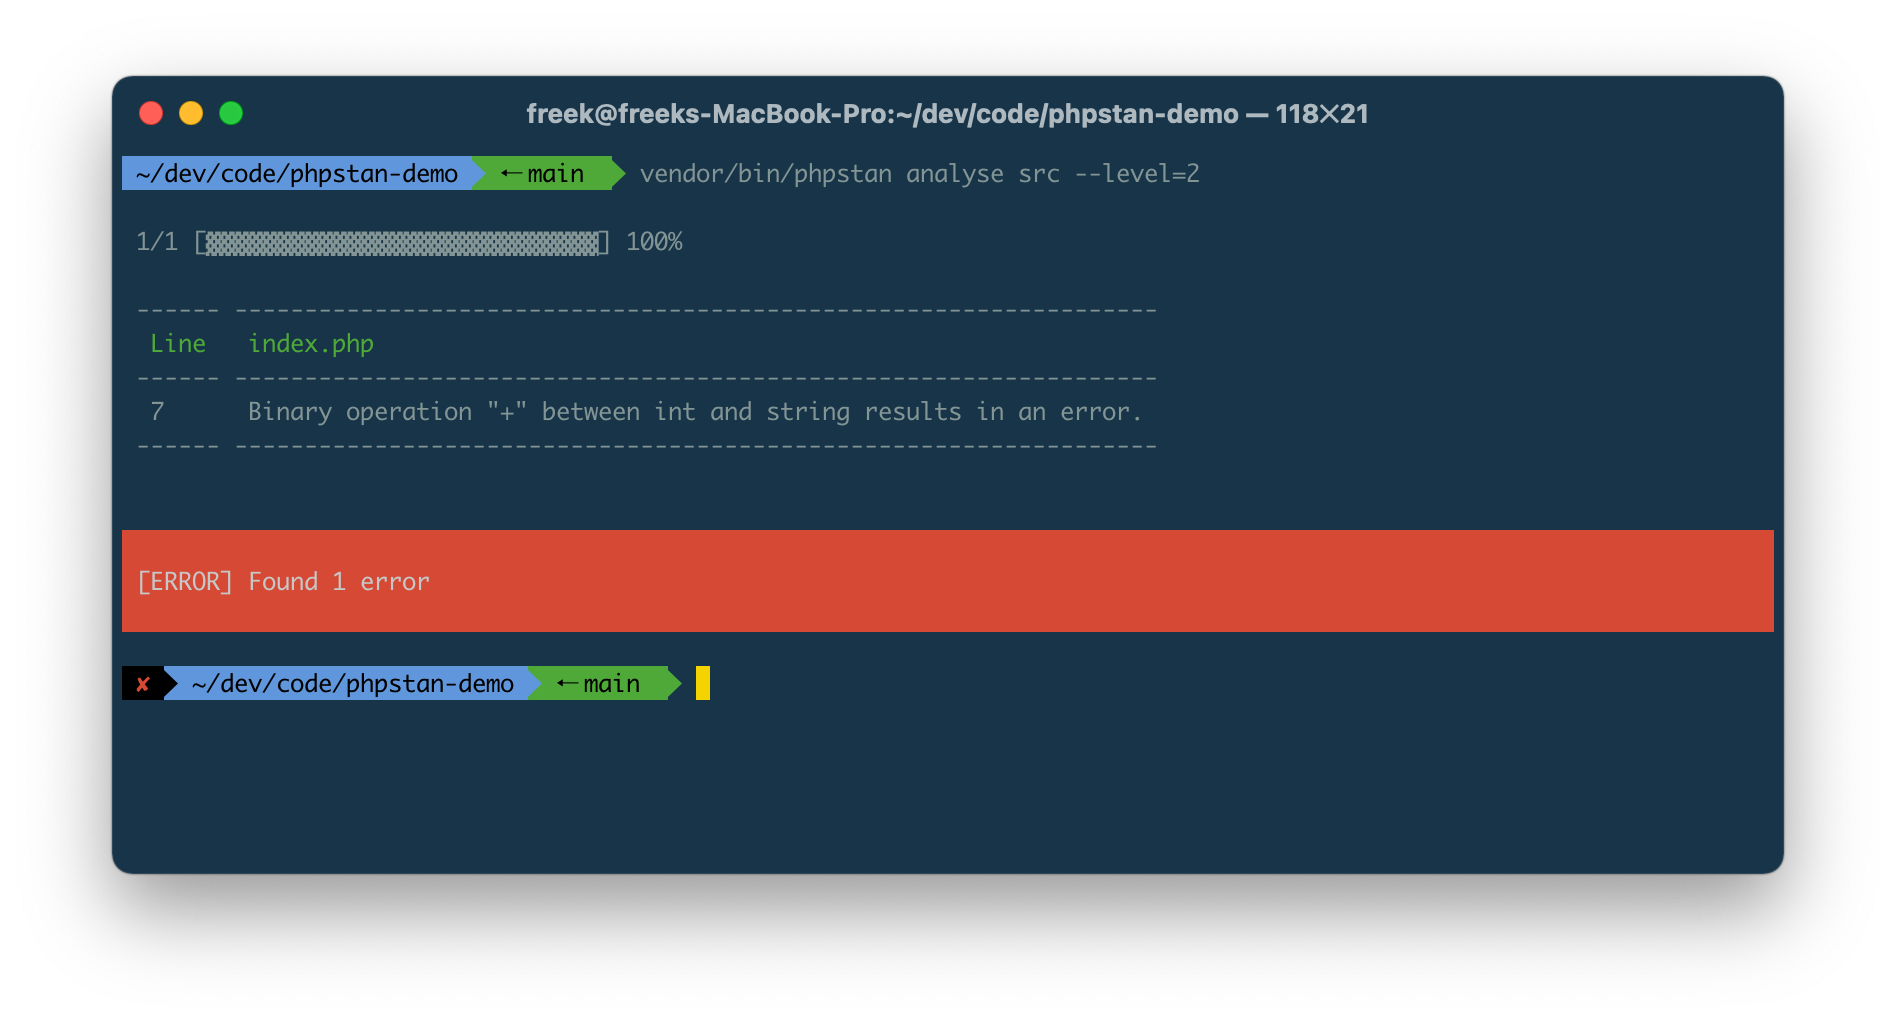 freek@freeks-MacBook-Pro:~/dev/code/phpstan-demo — 118✕21
~/dev/code/phpstan-demo ←main vendor/bin/phpstan analyse src --level=2
1/1 [▓▓▓▓▓▓▓▓▓▓▓▓▓▓▓▓▓▓▓▓▓▓▓▓▓▓▓▓] 100%
------ ------------------------------------------------------------------
Line index.php
------ ------------------------------------------------------------------
7 Binary operation "+" between int and string results in an error.
------ ------------------------------------------------------------------
[ERROR] Found 1 error
✘ ~/dev/code/phpstan-demo ←main